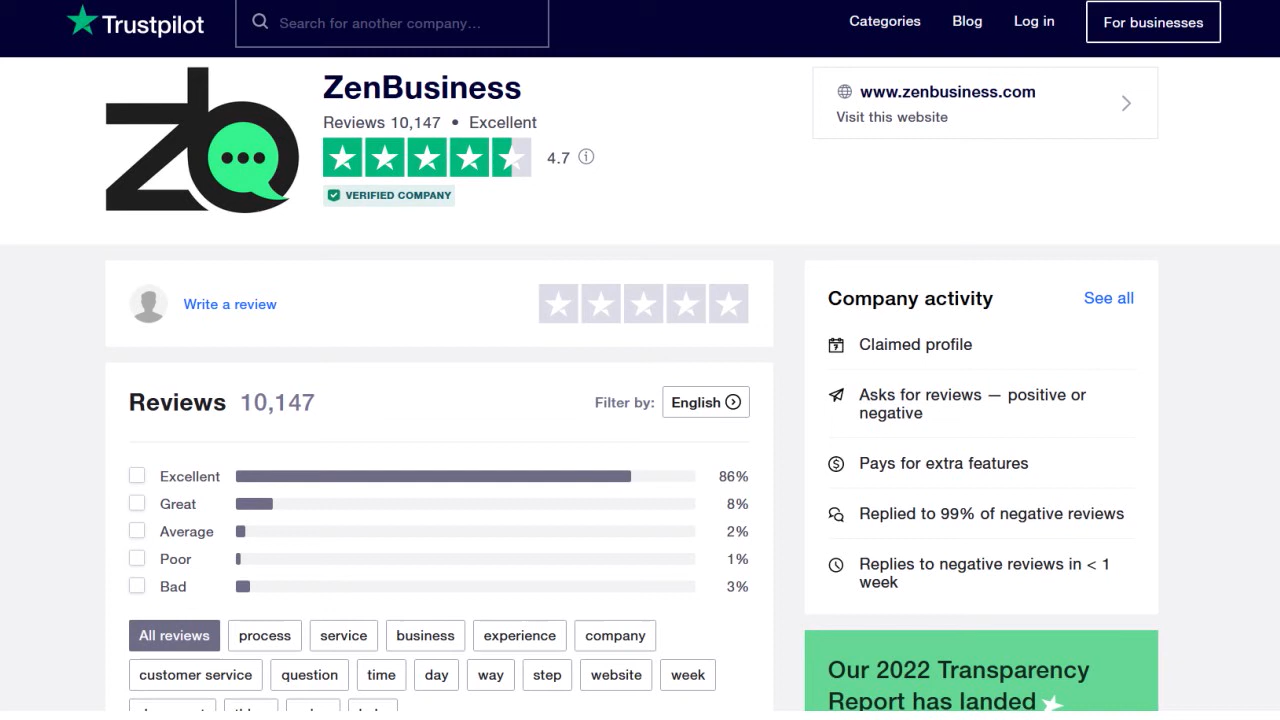 Trustpilot
Search for another company...
Categories
Blog
Log in
For businesses
ZenBusiness
Reviews 10,147 • Excellent
4.7
VERIFIED COMPANY
www.zenbusiness.com
Visit this website
Write a review
Reviews 10,147
Filter by: English
Excellent 86%
Great 8%
Average 2%
Poor 1%
Bad 3%
All reviews process service business experience company
customer service question time day way step website week
Company activity See all
Claimed profile
Asks for reviews — positive or
negative
Pays for extra features
Replied to 99% of negative reviews
Replies to negative reviews in < 1
week
Our 2022 Transparency
Report has landed